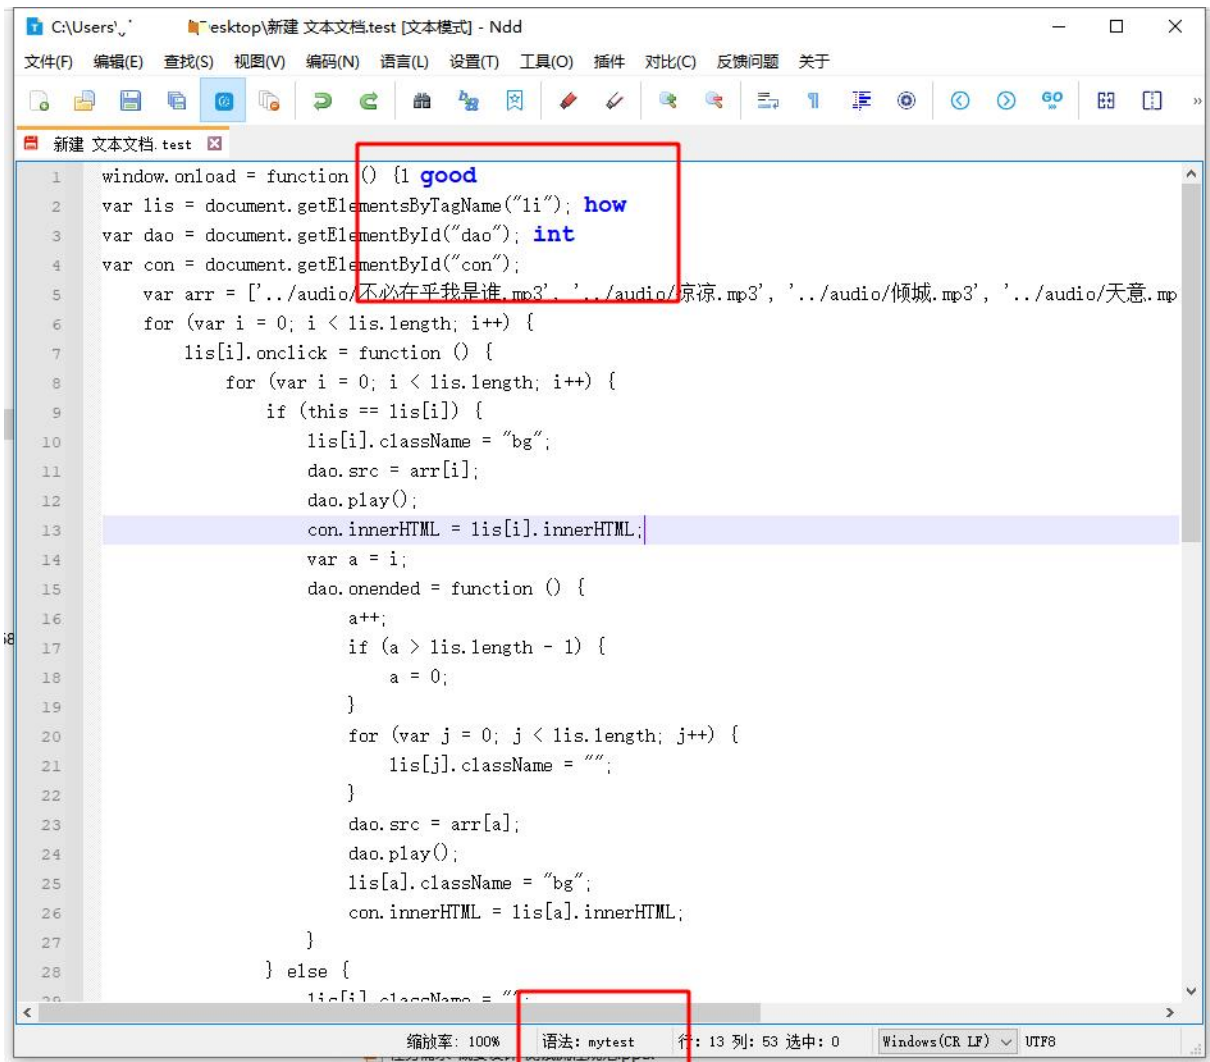 C:\Users\ esktop\新建 文本文档.test [文本模式] - Ndd
文件(F) 编辑(E) 查找(S) 视图(V) 编码(N) 语言(L) 设置(T) 工具(O) 插件 对比(C) 反馈问题 关于
新建 文本文档.test
1 window.onload = function () {1 good
2 var lis = document.getElementsByTagName("li"); how
3 var dao = document.getElementById("dao"); int
4 var con = document.getElementById("con");
5 var arr = ['../audio/不必在乎我是谁.mp3', '../audio/凉凉.mp3', '../audio/倾城.mp3', '../audio/天意.mp
6 for (var i = 0; i < lis.length; i++) {
7 lis[i].onclick = function () {
8 for (var i = 0; i < lis.length; i++) {
9 if (this == lis[i]) {
10 lis[i].className = "bg";
11 dao.src = arr[i];
12 dao.play();
13 con.innerHTML = lis[i].innerHTML;
14 var a = i;
15 dao.onended = function () {
16 a++;
17 if (a > lis.length - 1) {
18 a = 0;
19 }
20 for (var j = 0; j < lis.length; j++) {
21 lis[j].className = "";
22 }
23 dao.src = arr[a];
24 dao.play();
25 lis[a].className = "bg";
26 con.innerHTML = lis[a].innerHTML;
27 }
28 } else {
29 lis[i].className = "";
缩放率: 100% 语法: mytest 行: 13 列: 53 选中: 0 Windows(CR LF) UTF8